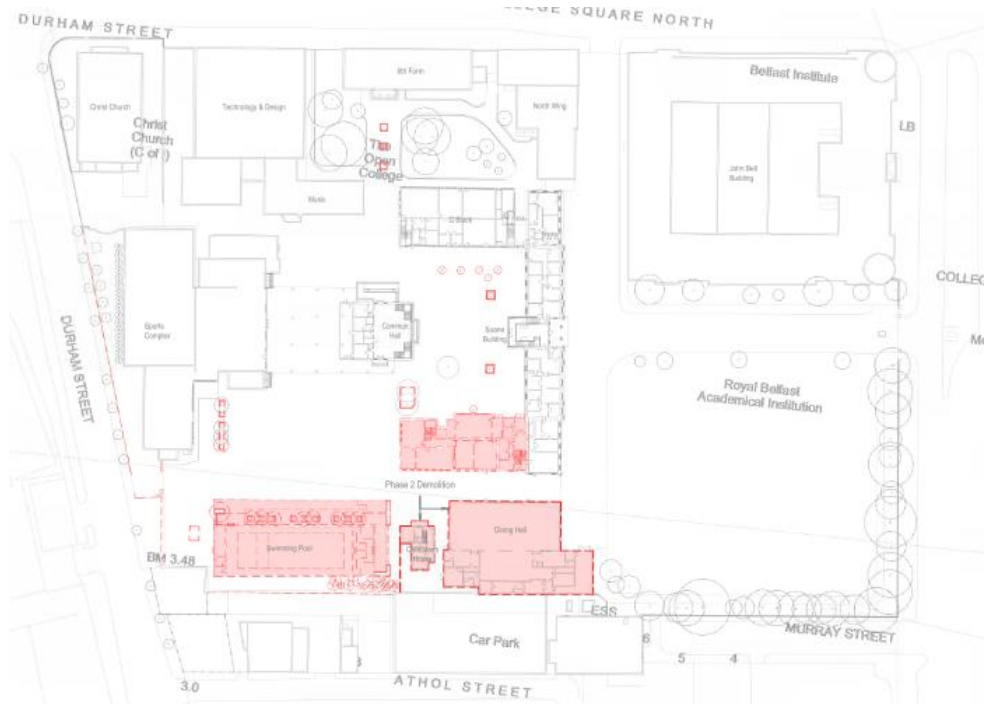 DURHAM STREET
LEGE SQUARE NORTH
6th Form
Belfast Institute
Christ Church
Technology & Design
North Wing
Christ
Church
(C of I)
The
Open
College
LB
John Bell
Building
Music
COLLEG
Sports
Complex
Common
Hall
Soane
Building
DURHAM STREET
Royal Belfast
Academical Institution
Phase 2 Demolition
Dining Hall
Swimming Pool
BM 3.48
ESS
Car Park
MURRAY STREET
6
5
4
3.0
ATHOL STREET